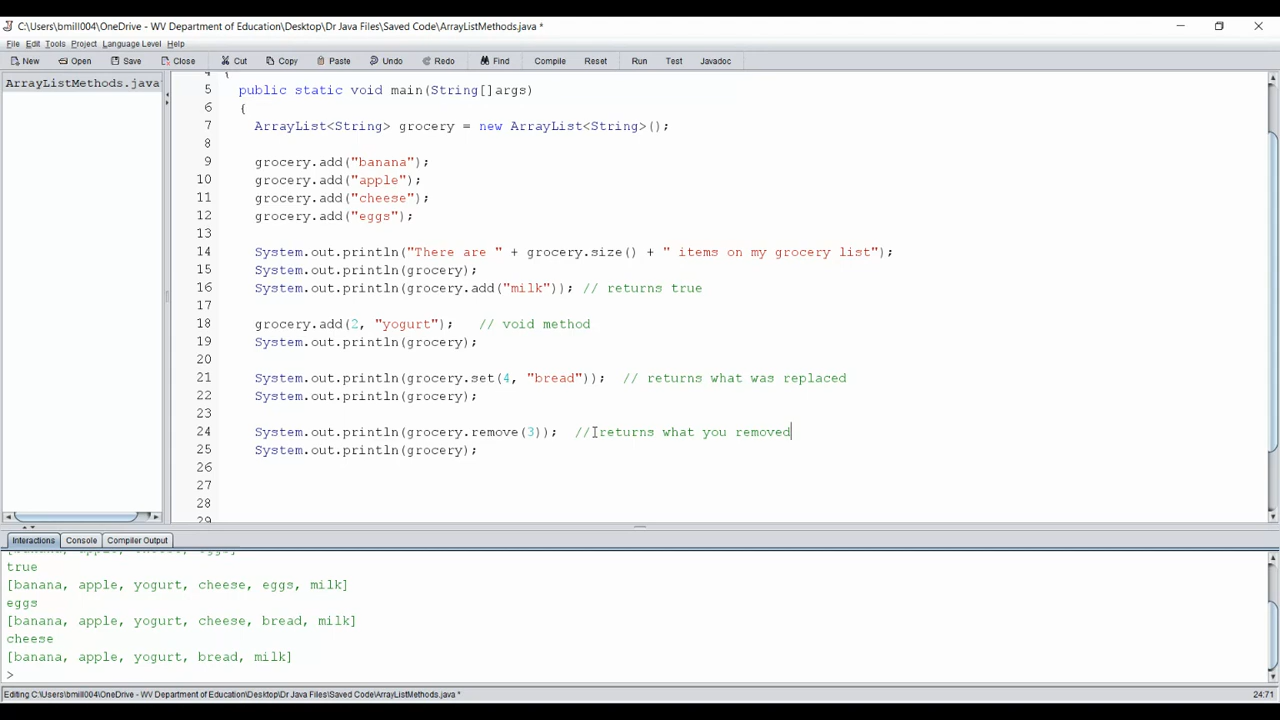 C:\Users\bmill004\OneDrive - WV Department of Education\Desktop\Dr Java Files\Saved Code\ArrayListMethods.java *
File Edit Tools Project Language Level Help
New Open Save Close Cut Copy Paste Undo Redo Find Compile Reset Run Test Javadoc
ArrayListMethods.java
4 {
5 public static void main(String[]args)
6 {
7 ArrayList<String> grocery = new ArrayList<String>();
8
9 grocery.add("banana");
10 grocery.add("apple");
11 grocery.add("cheese");
12 grocery.add("eggs");
13
14 System.out.println("There are " + grocery.size() + " items on my grocery list");
15 System.out.println(grocery);
16 System.out.println(grocery.add("milk")); // returns true
17
18 grocery.add(2, "yogurt"); // void method
19 System.out.println(grocery);
20
21 System.out.println(grocery.set(4, "bread")); // returns what was replaced
22 System.out.println(grocery);
23
24 System.out.println(grocery.remove(3)); // returns what you removed
25 System.out.println(grocery);
26
27
28
29
Interactions Console Compiler Output
[banana, apple, cheese, eggs]
true
[banana, apple, yogurt, cheese, eggs, milk]
eggs
[banana, apple, yogurt, cheese, bread, milk]
cheese
[banana, apple, yogurt, bread, milk]
>
Editing C:\Users\bmill004\OneDrive - WV Department of Education\Desktop\Dr Java Files\Saved Code\ArrayListMethods.java * 24:71